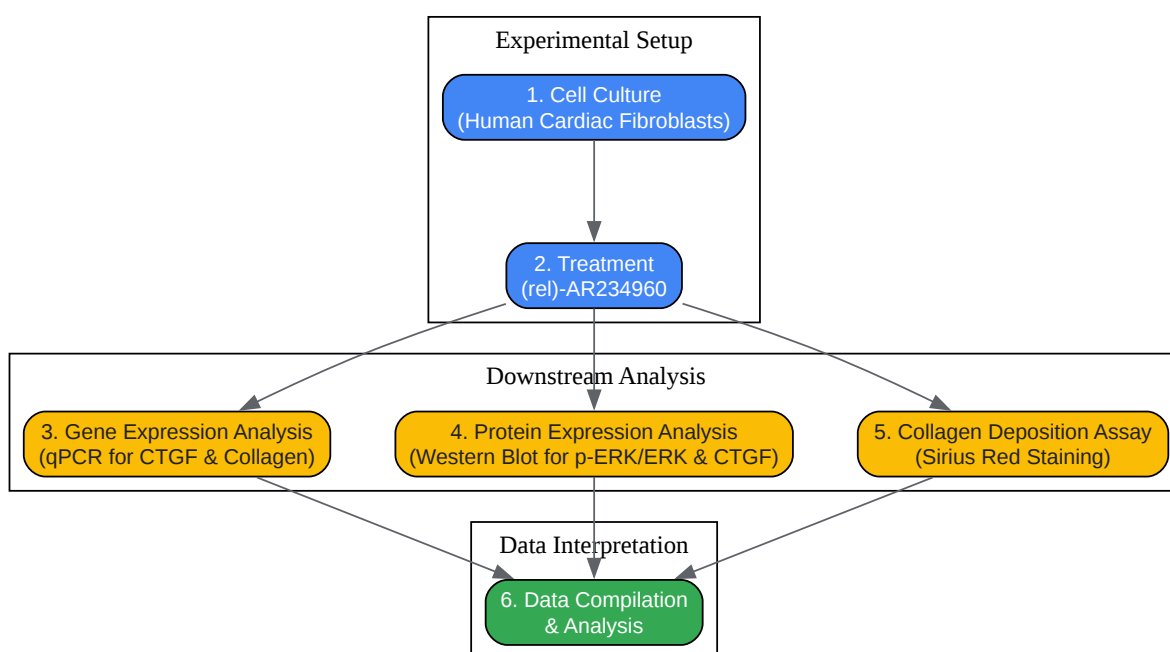 Experimental Setup
1. Cell Culture
(Human Cardiac Fibroblasts)
2. Treatment
(rel)-AR234960
Downstream Analysis
3. Gene Expression Analysis
(qPCR for CTGF & Collagen)
4. Protein Expression Analysis
(Western Blot for p-ERK/ERK & CTGF)
5. Collagen Deposition Assay
(Sirius Red Staining)
Data Interpretation
6. Data Compilation
& Analysis